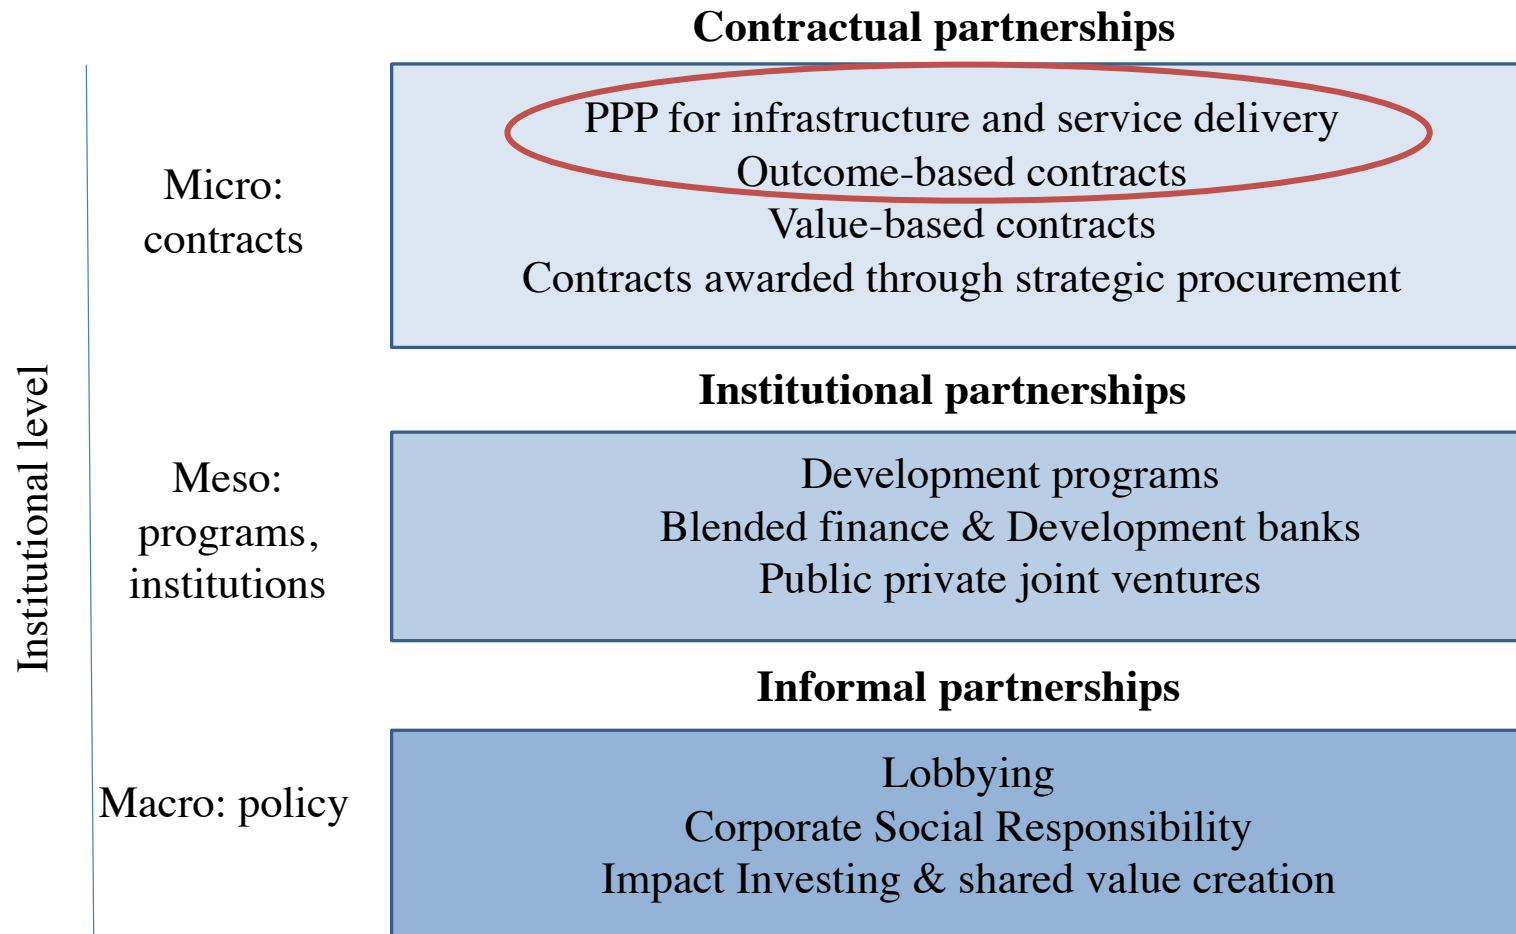 Contractual partnerships
PPP for infrastructure and service delivery
Outcome-based contracts
Value-based contracts
Contracts awarded through strategic procurement
Micro:
contracts
Institutional level
Institutional partnerships
Meso:
programs,
institutions
Development programs
Blended finance & Development banks
Public private joint ventures
Informal partnerships
Macro: policy
Lobbying
Corporate Social Responsibility
Impact Investing & shared value creation